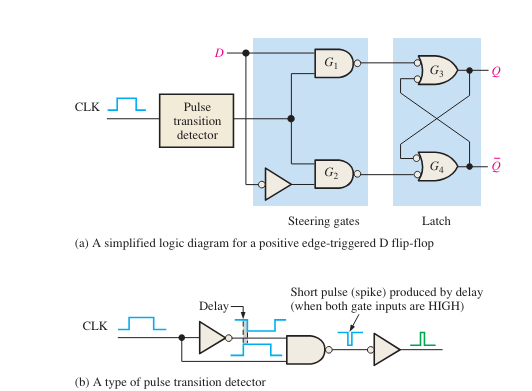 D
G1
G3
Q
CLK
Pulse
transition
detector
G2
G4
Q̅
Steering gates
Latch
(a) A simplified logic diagram for a positive edge-triggered D flip-flop
Short pulse (spike) produced by delay
(when both gate inputs are HIGH)
Delay
CLK
(b) A type of pulse transition detector